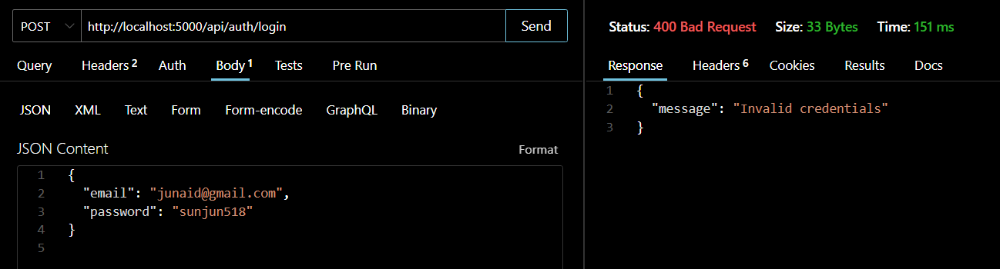 POST http://localhost:5000/api/auth/login Send
Query Headers 2 Auth Body 1 Tests Pre Run
JSON XML Text Form Form-encode GraphQL Binary
JSON Content Format
1 {
2 "email": "junaid@gmail.com",
3 "password": "sunjun518"
4 }
5
Status: 400 Bad Request Size: 33 Bytes Time: 151 ms
Response Headers 6 Cookies Results Docs
1 {
2 "message": "Invalid credentials"
3 }